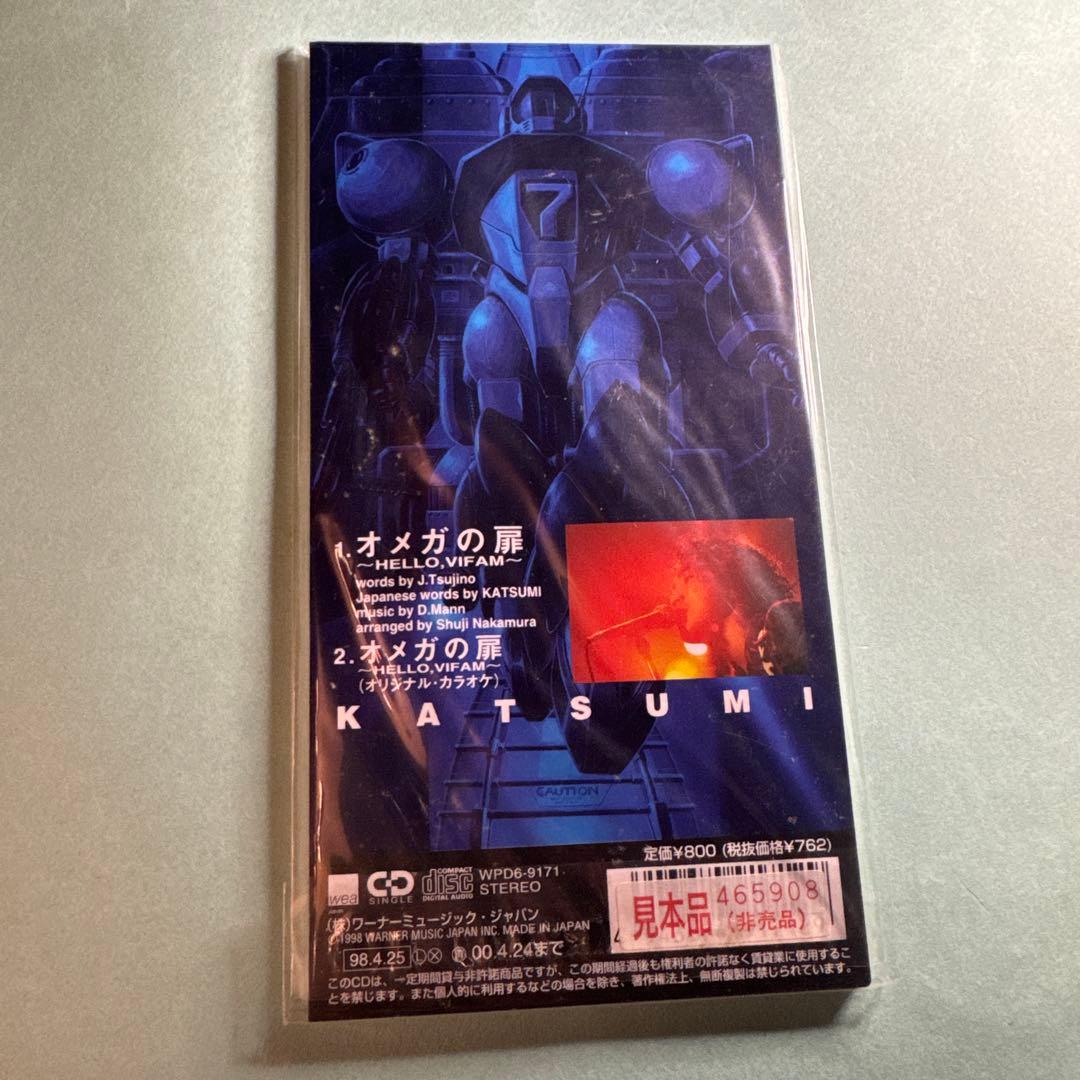 7
1. オメガの扉
～HELLO,VIFAM～
words by J.Tsujino
Japanese words by KATSUMI
music by D.Mann
arranged by Shuji Nakamura
2. オメガの扉
～HELLO,VIFAM～
(オリジナル・カラオケ)
KATSUMI
CAUTION
定価¥800 (税抜価格¥762)
wea
CD SINGLE
COMPACT disc DIGITAL AUDIO
WPD6-9171
STEREO
465908
見本品 (非売品)
(株)ワーナーミュージック・ジャパン
©1998 WARNER MUSIC JAPAN INC. MADE IN JAPAN
98.4.25 Ⓛ 00.4.24まで
このCDは、一定期間貸与非許諾商品ですが、この期間経過後も権利者の許諾なく賃貸業に使用するこ
とを禁じます。また個人的に利用するなどの場合を除き、著作権法上、無断複製は禁じられています。